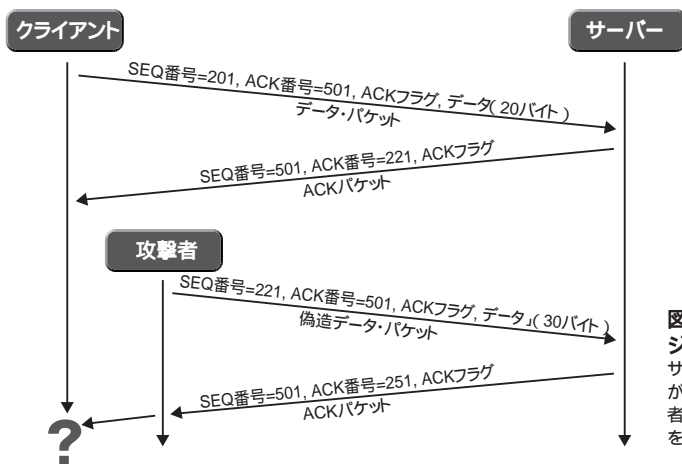 クライアント
サーバー
SEQ番号=201, ACK番号=501, ACKフラグ, データ(20バイト)
データ・パケット
SEQ番号=501, ACK番号=221, ACKフラグ
ACKパケット
攻撃者
SEQ番号=221, ACK番号=501, ACKフラグ, データ」(30バイト)
偽造データ・パケット
SEQ番号=501, ACK番号=251, ACKフラグ
ACKパケット
?
図
ジ
サ
が
者
を